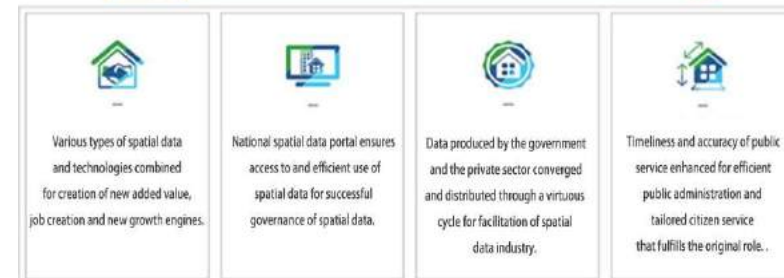 Various types of spatial data
and technologies combined
for creation of new added value,
job creation and new growth engines.
National spatial data portal ensures
access to and efficient use of
spatial data for successful
governance of spatial data.
Data produced by the government
and the private sector converged
and distributed through a virtuous
cycle for facilitation of spatial
data industry.
Timeliness and accuracy of public
service enhanced for efficient
public administration and
tailored citizen service
that fulfills the original role. .